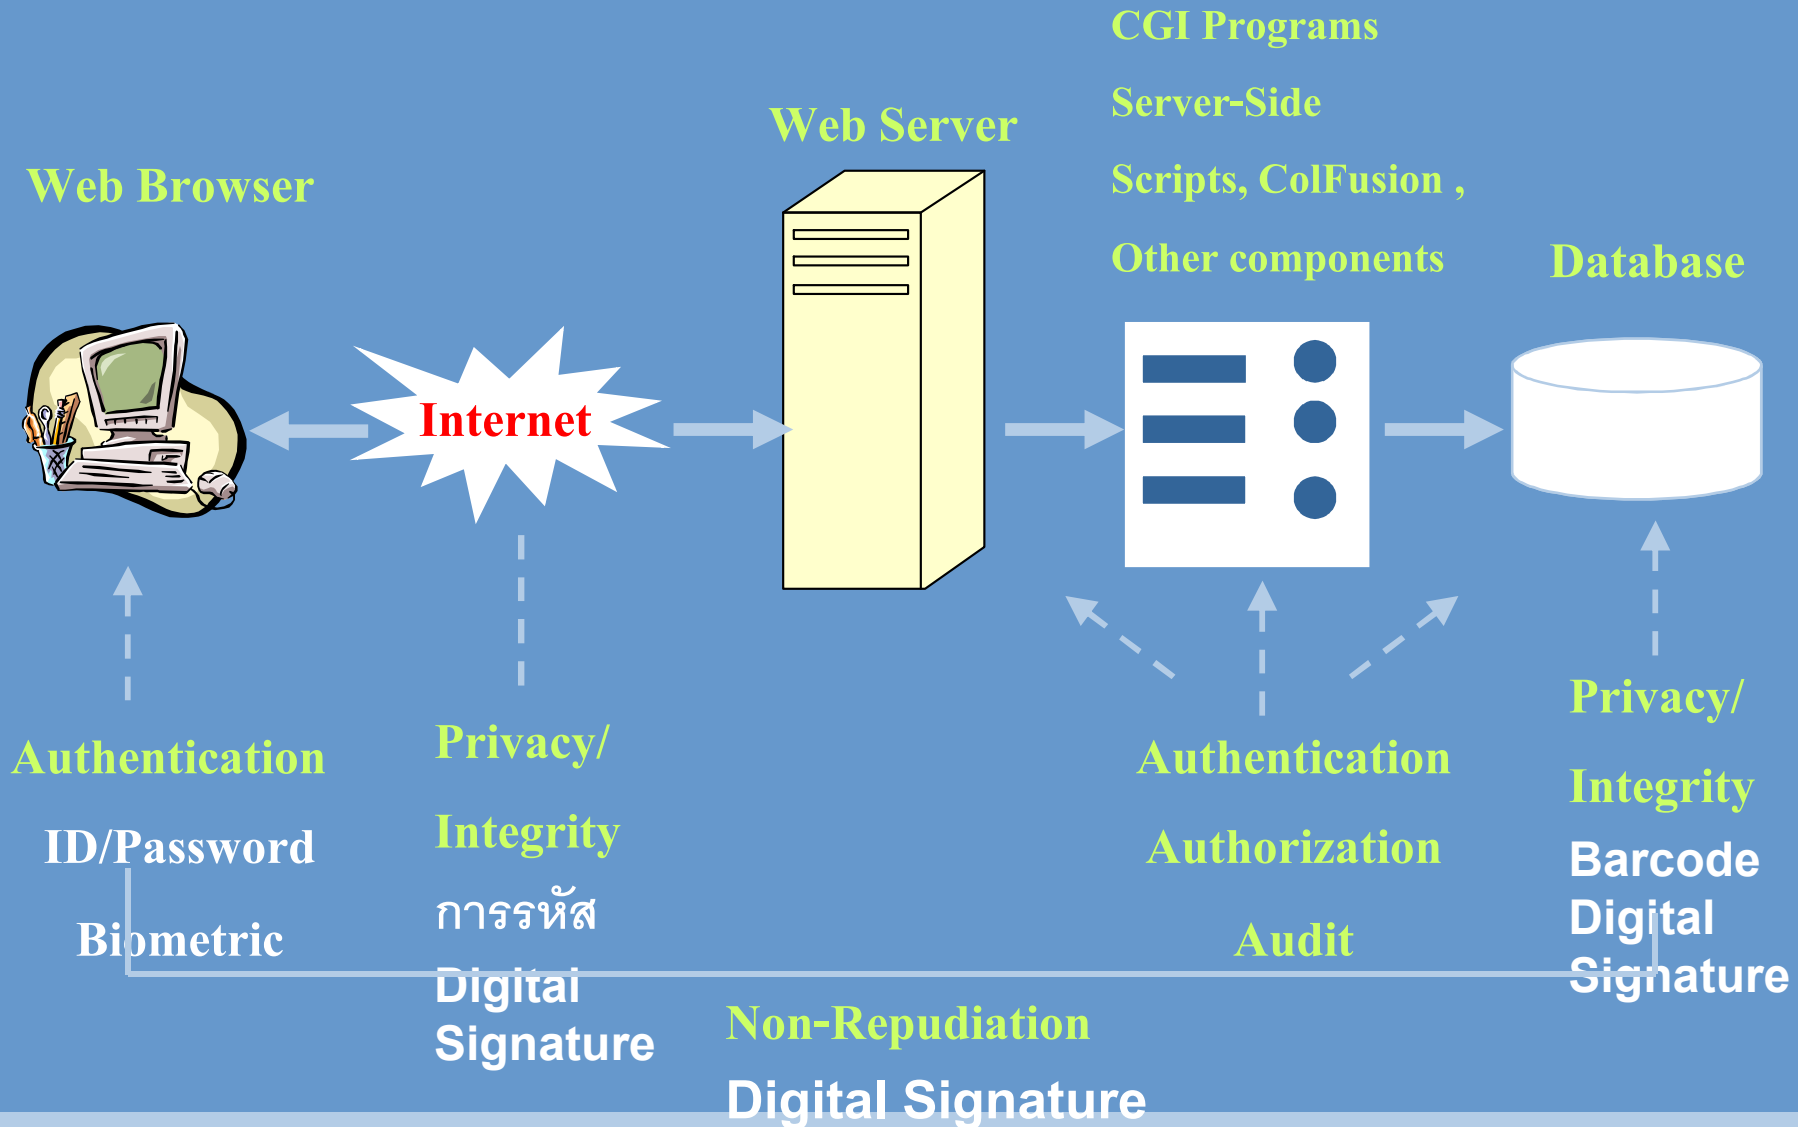 CGI Programs
Server-Side
Scripts, ColFusion ,
Other components
Web Server
Web Browser
Database
Internet
Authentication
ID/Password
Biometric
Privacy/
Integrity
การรหัส
Digital
Signature
Authentication
Authorization
Audit
Privacy/
Integrity
Barcode
Digital
Signature
Non-Repudiation
Digital Signature